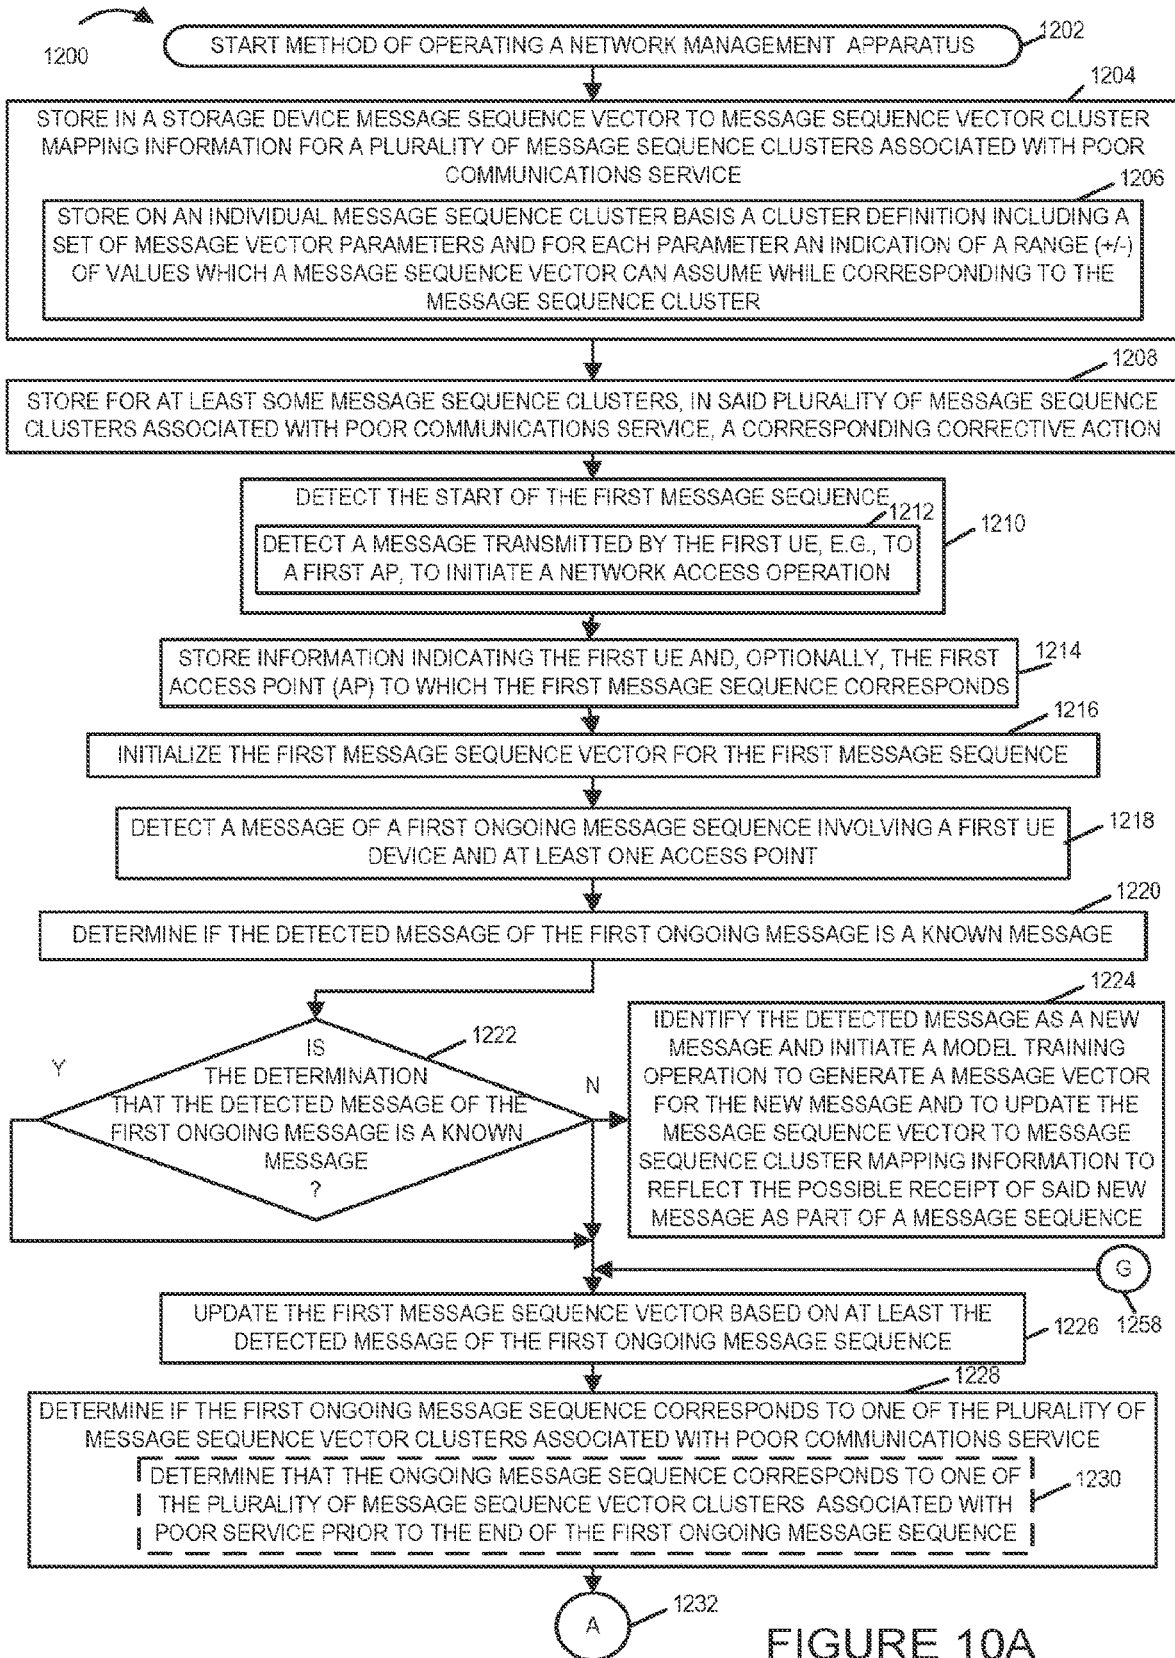 1200
START METHOD OF OPERATING A NETWORK MANAGEMENT APPARATUS
1202
1204
STORE IN A STORAGE DEVICE MESSAGE SEQUENCE VECTOR TO MESSAGE SEQUENCE VECTOR CLUSTER
MAPPING INFORMATION FOR A PLURALITY OF MESSAGE SEQUENCE CLUSTERS ASSOCIATED WITH POOR
COMMUNICATIONS SERVICE
1206
STORE ON AN INDIVIDUAL MESSAGE SEQUENCE CLUSTER BASIS A CLUSTER DEFINITION INCLUDING A
SET OF MESSAGE VECTOR PARAMETERS AND FOR EACH PARAMETER AN INDICATION OF A RANGE (+/-)
OF VALUES WHICH A MESSAGE SEQUENCE VECTOR CAN ASSUME WHILE CORRESPONDING TO THE
MESSAGE SEQUENCE CLUSTER
1208
STORE FOR AT LEAST SOME MESSAGE SEQUENCE CLUSTERS, IN SAID PLURALITY OF MESSAGE SEQUENCE
CLUSTERS ASSOCIATED WITH POOR COMMUNICATIONS SERVICE, A CORRESPONDING CORRECTIVE ACTION
DETECT THE START OF THE FIRST MESSAGE SEQUENCE
1212
1210
DETECT A MESSAGE TRANSMITTED BY THE FIRST UE, E.G., TO
A FIRST AP, TO INITIATE A NETWORK ACCESS OPERATION
STORE INFORMATION INDICATING THE FIRST UE AND, OPTIONALLY, THE FIRST
ACCESS POINT (AP) TO WHICH THE FIRST MESSAGE SEQUENCE CORRESPONDS
1214
1216
INITIALIZE THE FIRST MESSAGE SEQUENCE VECTOR FOR THE FIRST MESSAGE SEQUENCE
DETECT A MESSAGE OF A FIRST ONGOING MESSAGE SEQUENCE INVOLVING A FIRST UE
DEVICE AND AT LEAST ONE ACCESS POINT
1218
1220
DETERMINE IF THE DETECTED MESSAGE OF THE FIRST ONGOING MESSAGE IS A KNOWN MESSAGE
1222
Y
IS
THE DETERMINATION
THAT THE DETECTED MESSAGE OF THE
FIRST ONGOING MESSAGE IS A KNOWN
MESSAGE
?
N
1224
IDENTIFY THE DETECTED MESSAGE AS A NEW
MESSAGE AND INITIATE A MODEL TRAINING
OPERATION TO GENERATE A MESSAGE VECTOR
FOR THE NEW MESSAGE AND TO UPDATE THE
MESSAGE SEQUENCE VECTOR TO MESSAGE
SEQUENCE CLUSTER MAPPING INFORMATION TO
REFLECT THE POSSIBLE RECEIPT OF SAID NEW
MESSAGE AS PART OF A MESSAGE SEQUENCE
G
1258
UPDATE THE FIRST MESSAGE SEQUENCE VECTOR BASED ON AT LEAST THE
DETECTED MESSAGE OF THE FIRST ONGOING MESSAGE SEQUENCE
1226
1228
DETERMINE IF THE FIRST ONGOING MESSAGE SEQUENCE CORRESPONDS TO ONE OF THE PLURALITY OF
MESSAGE SEQUENCE VECTOR CLUSTERS ASSOCIATED WITH POOR COMMUNICATIONS SERVICE
DETERMINE THAT THE ONGOING MESSAGE SEQUENCE CORRESPONDS TO ONE OF
THE PLURALITY OF MESSAGE SEQUENCE VECTOR CLUSTERS ASSOCIATED WITH
POOR SERVICE PRIOR TO THE END OF THE FIRST ONGOING MESSAGE SEQUENCE
1230
A
1232
FIGURE 10A